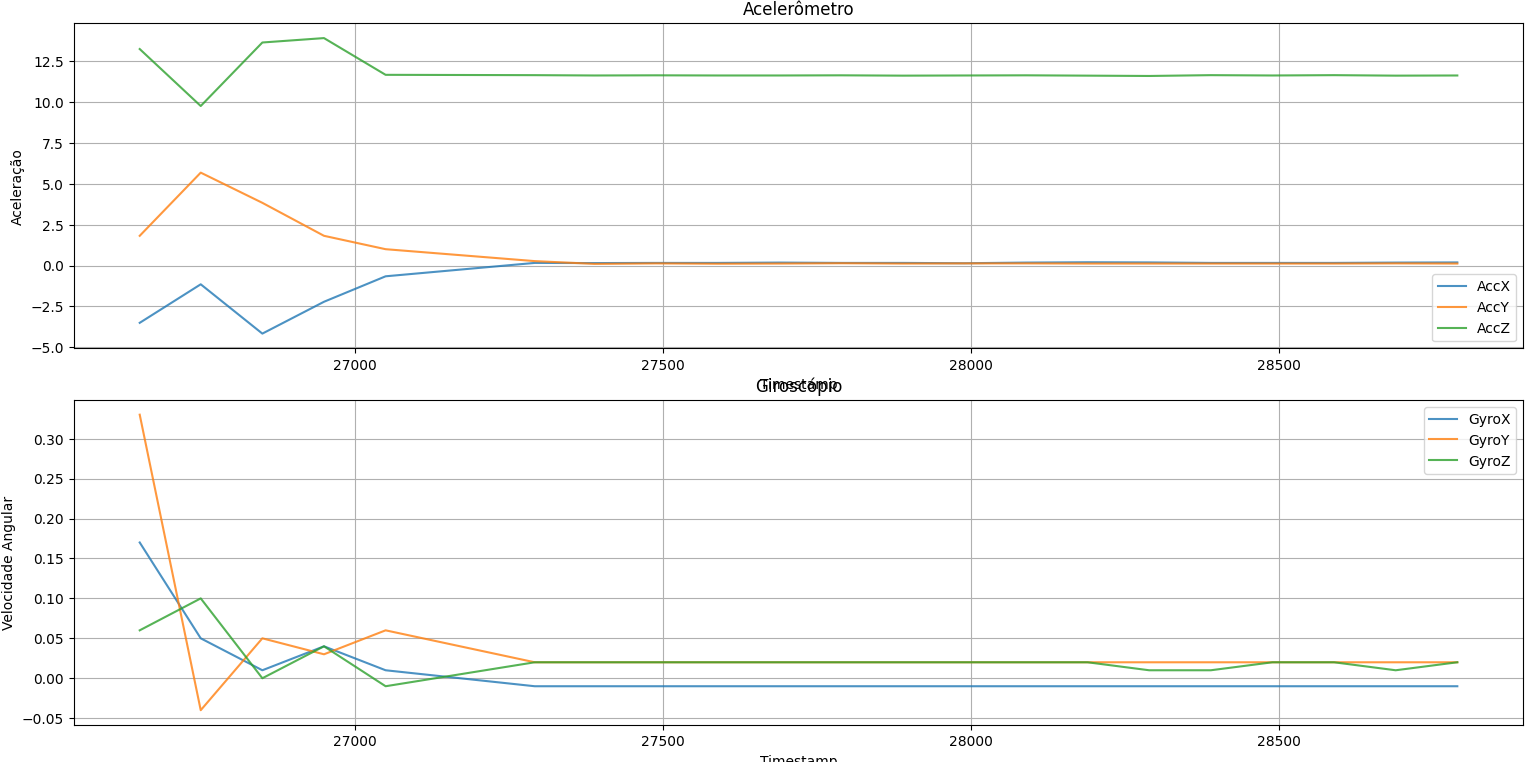 Acelerômetro
Aceleração
12.5
10.0
7.5
5.0
2.5
0.0
−2.5
−5.0
AccX
AccY
AccZ
27000
27500
28000
28500
Timestamp
Giroscópio
Velocidade Angular
0.30
0.25
0.20
0.15
0.10
0.05
0.00
−0.05
GyroX
GyroY
GyroZ
27000
27500
28000
28500
Timestamp